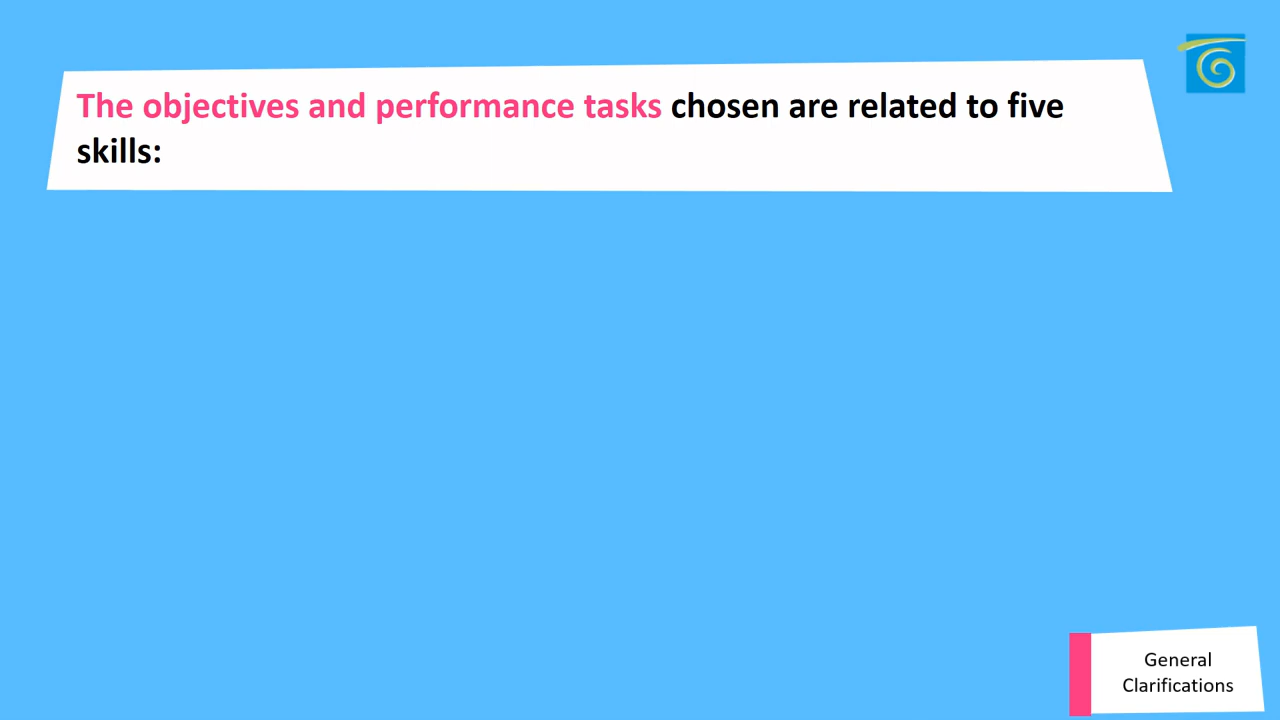 The objectives and performance tasks chosen are related to five
skills:
General
Clarifications